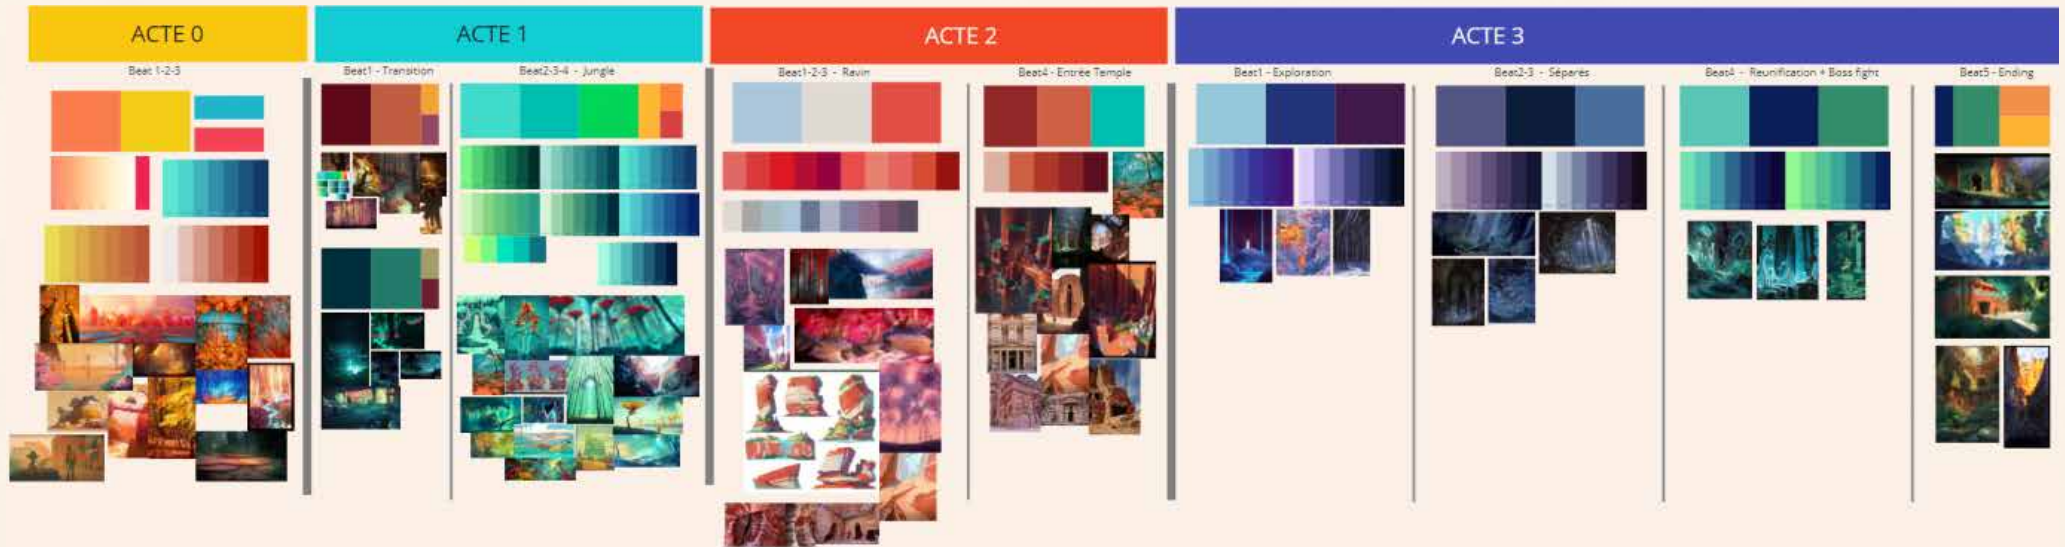 ACTE 0
ACTE 1
ACTE 2
ACTE 3
Beat 1-2-3
Beat1 - Transition
Beat2-3-4 - Jungle
Beat1-2-3 - Ravin
Beat4 - Entrée Temple
Beat1 - Exploration
Beat2-3 - Séparés
Beat4 - Reunification + Boss fight
Beat5 - Ending